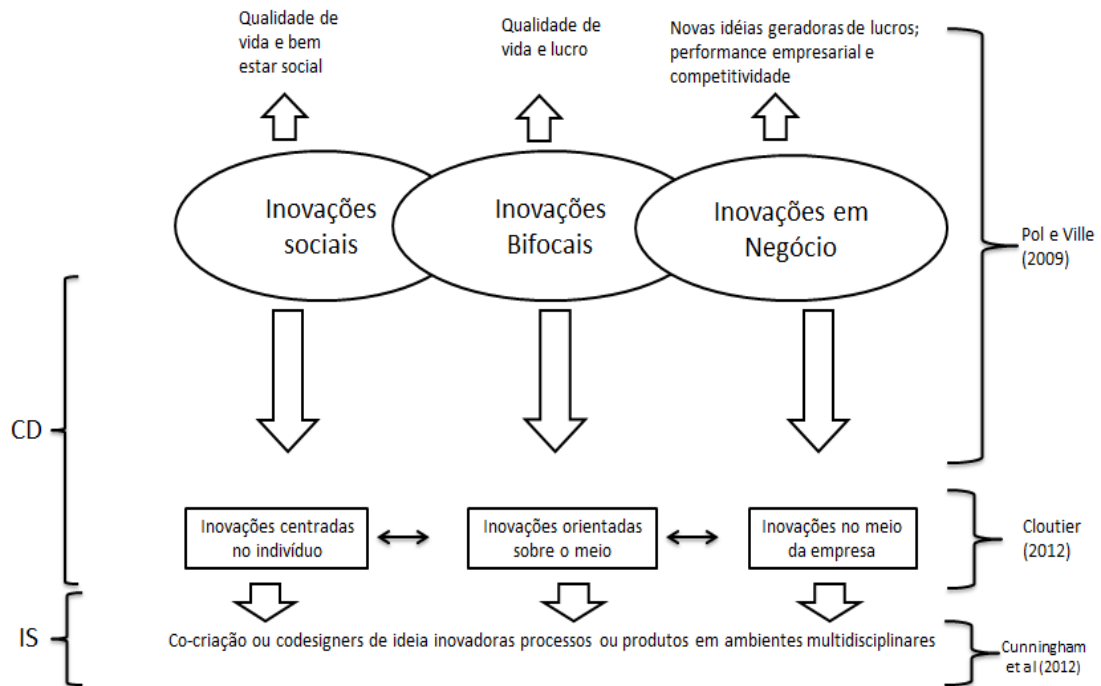 Qualidade de
vida e bem
estar social
Qualidade de
vida e lucro
Novas idéias geradoras de lucros;
performance empresarial e
competitividade
Inovações
sociais
Inovações
Bifocais
Inovações em
Negócio
Pol e Ville
(2009)
CD
Inovações centradas
no indivíduo
Inovações orientadas
sobre o meio
Inovações no meio
da empresa
Cloutier
(2012)
IS
Co-criação ou codesigners de ideia inovadoras processos ou produtos em ambientes multidisciplinares
Cunningham
et al (2012)